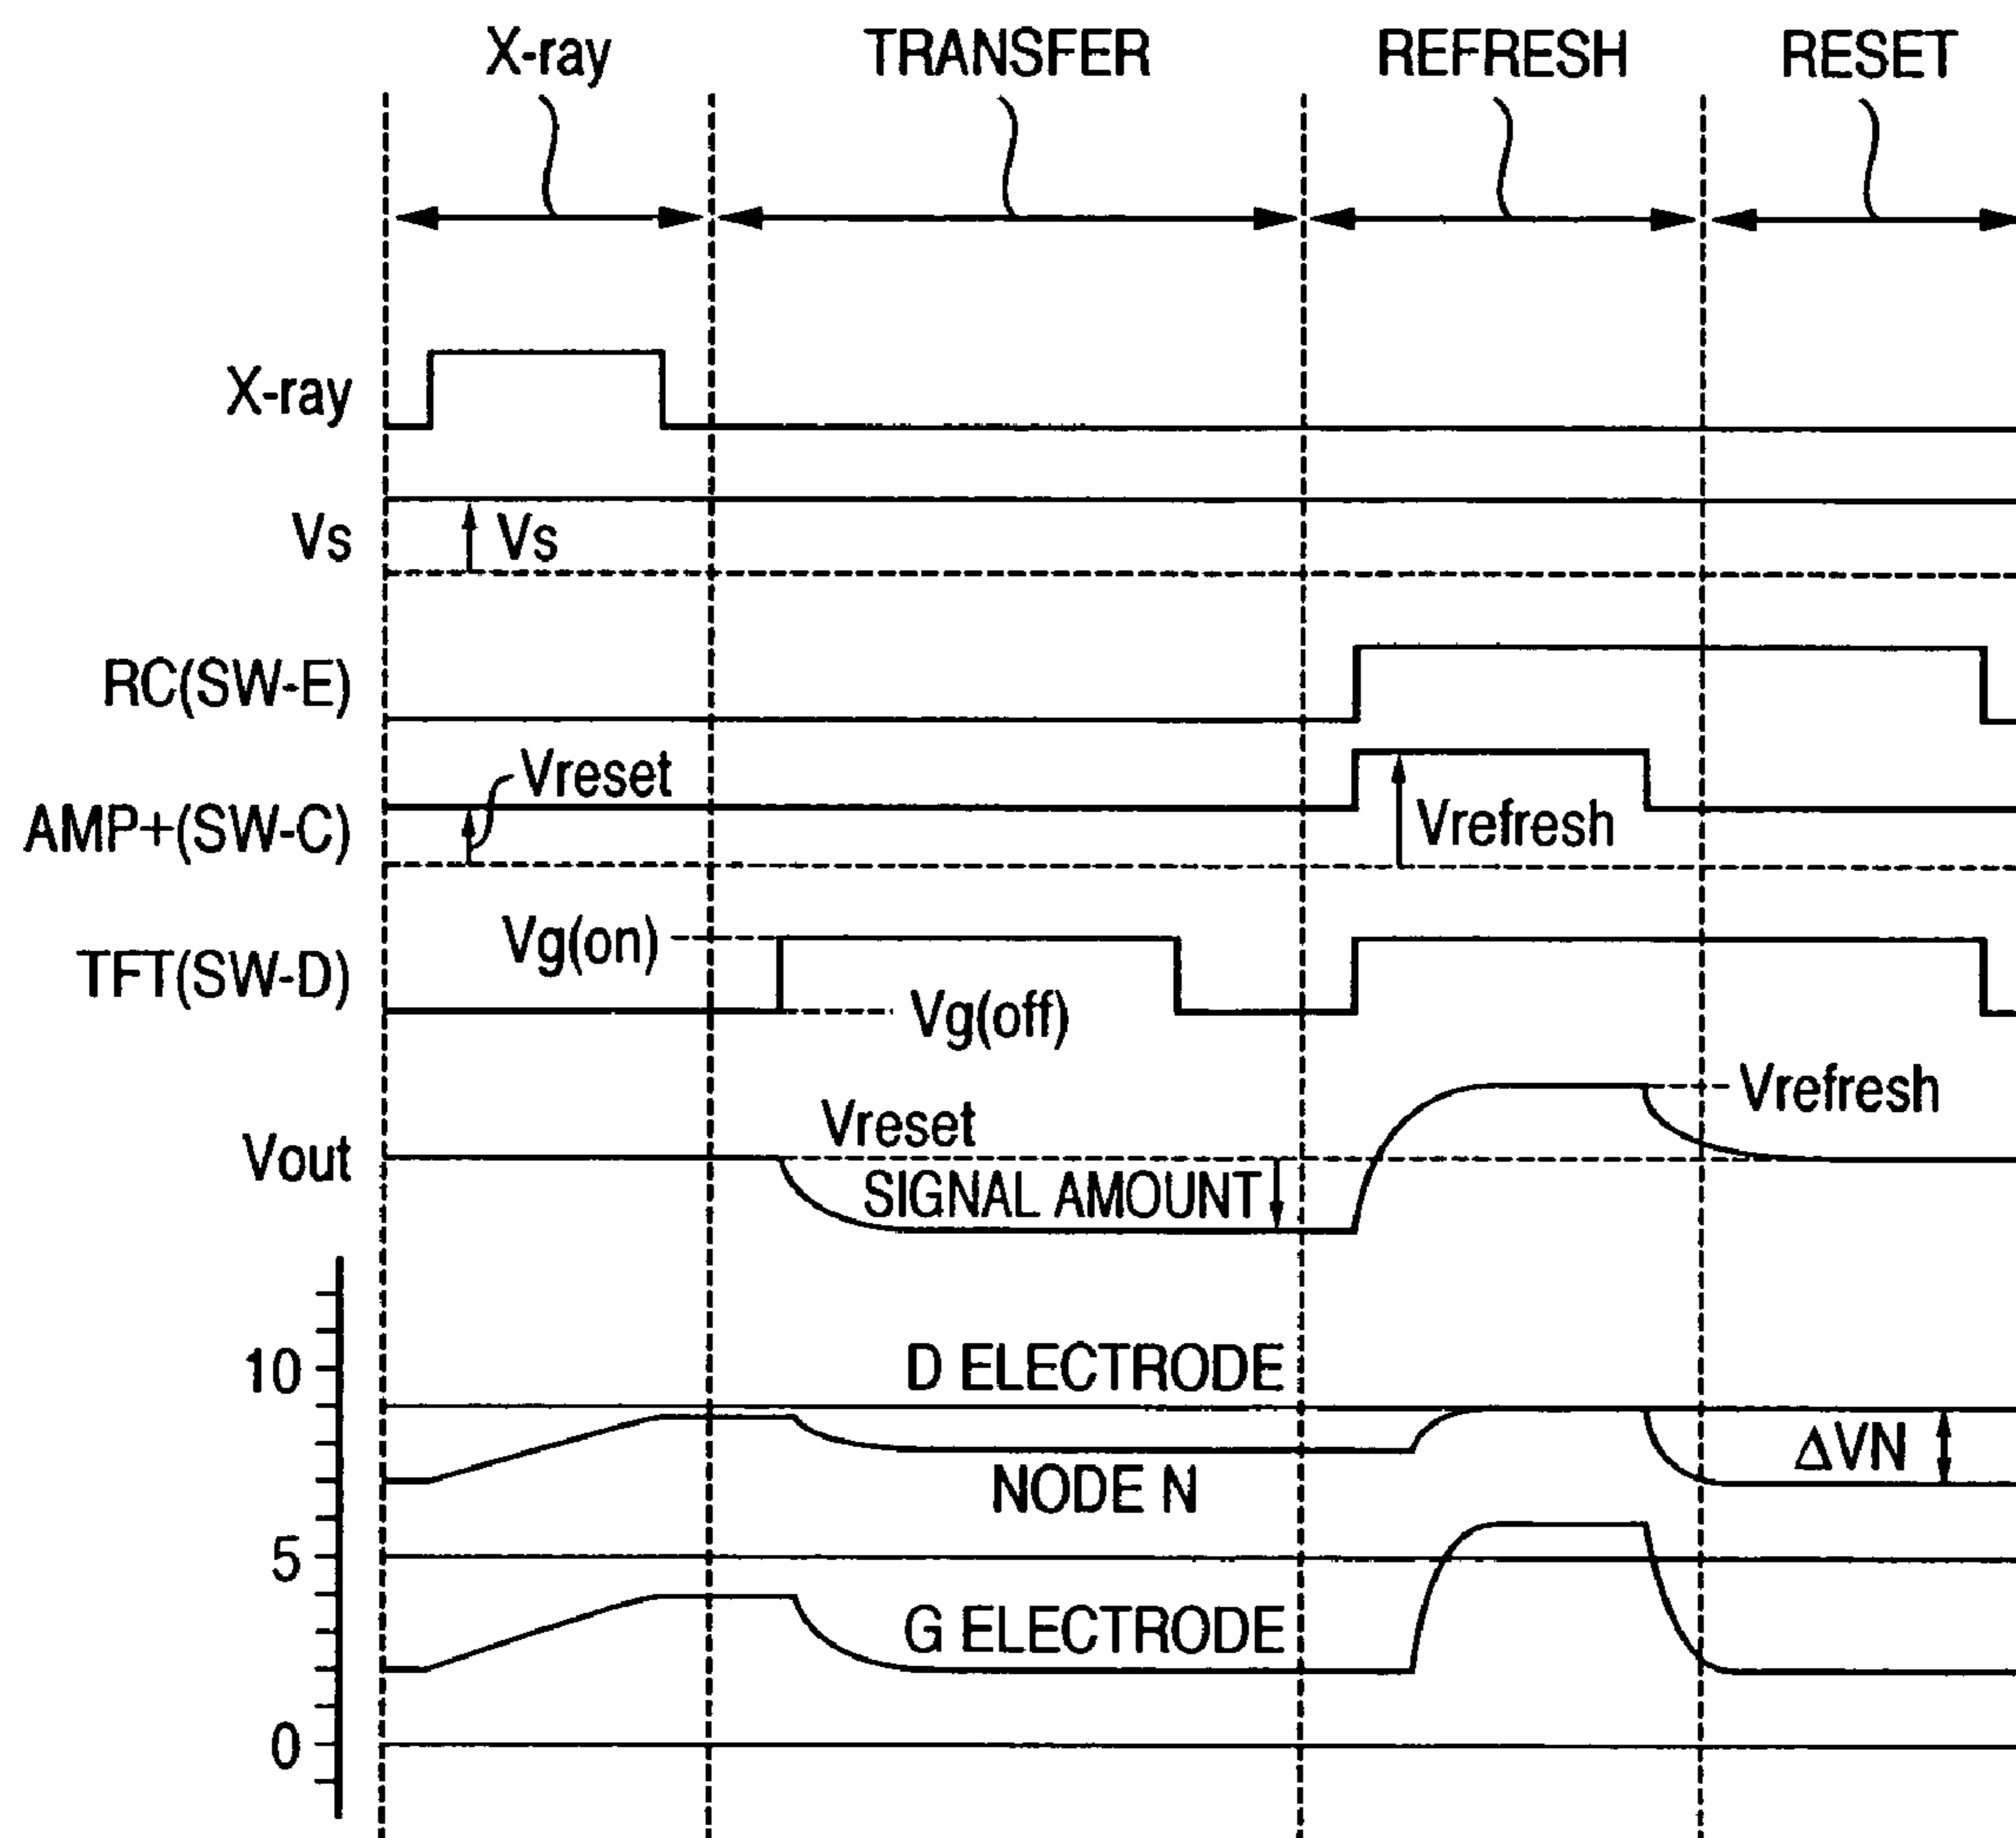 X-ray TRANSFER REFRESH RESET
X-ray
Vs
Vs
RC(SW-E)
Vreset
AMP+(SW-C)
Vrefresh
Vg(on)
TFT(SW-D)
Vg(off)
Vrefresh
Vreset
Vout
SIGNAL AMOUNT
10
D ELECTRODE
ΔVN
NODE N
5
G ELECTRODE
0